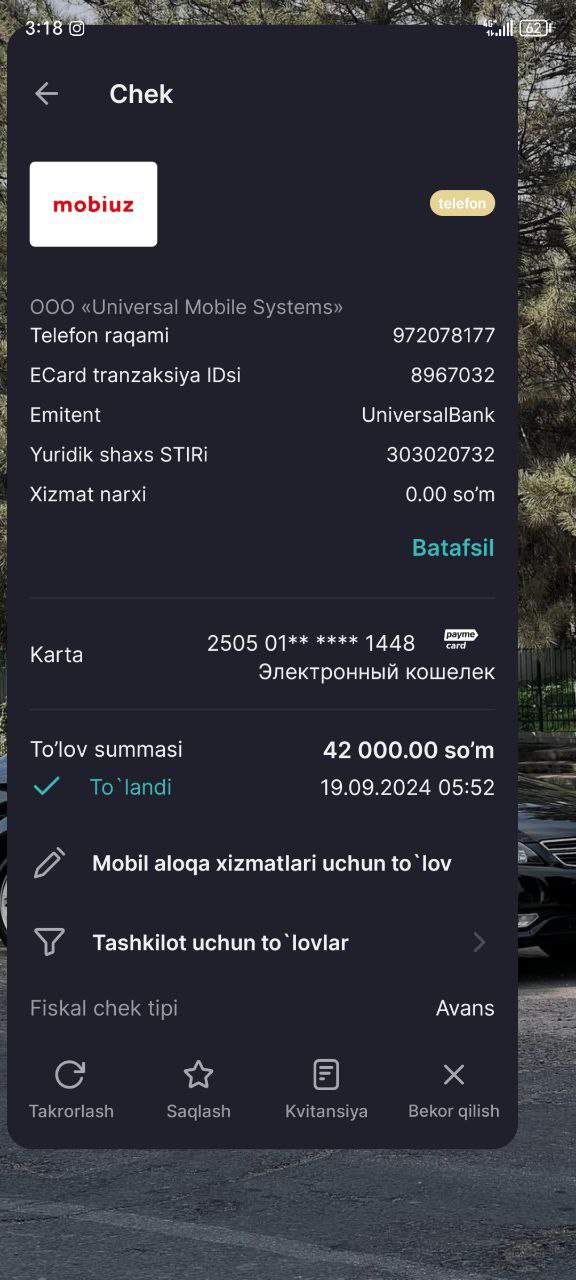 3:18
4G
62
Chek
mobiuz
telefon
ООО «Universal Mobile Systems»
Telefon raqami 972078177
ECard tranzaksiya IDsi 8967032
Emitent UniversalBank
Yuridik shaxs STIRi 303020732
Xizmat narxi 0.00 so’m
Batafsil
Karta 2505 01** **** 1448 payme card
Электронный кошелек
To’lov summasi 42 000.00 so’m
To`landi 19.09.2024 05:52
Mobil aloqa xizmatlari uchun to`lov
Tashkilot uchun to`lovlar
Fiskal chek tipi Avans
Takrorlash Saqlash Kvitansiya Bekor qilish